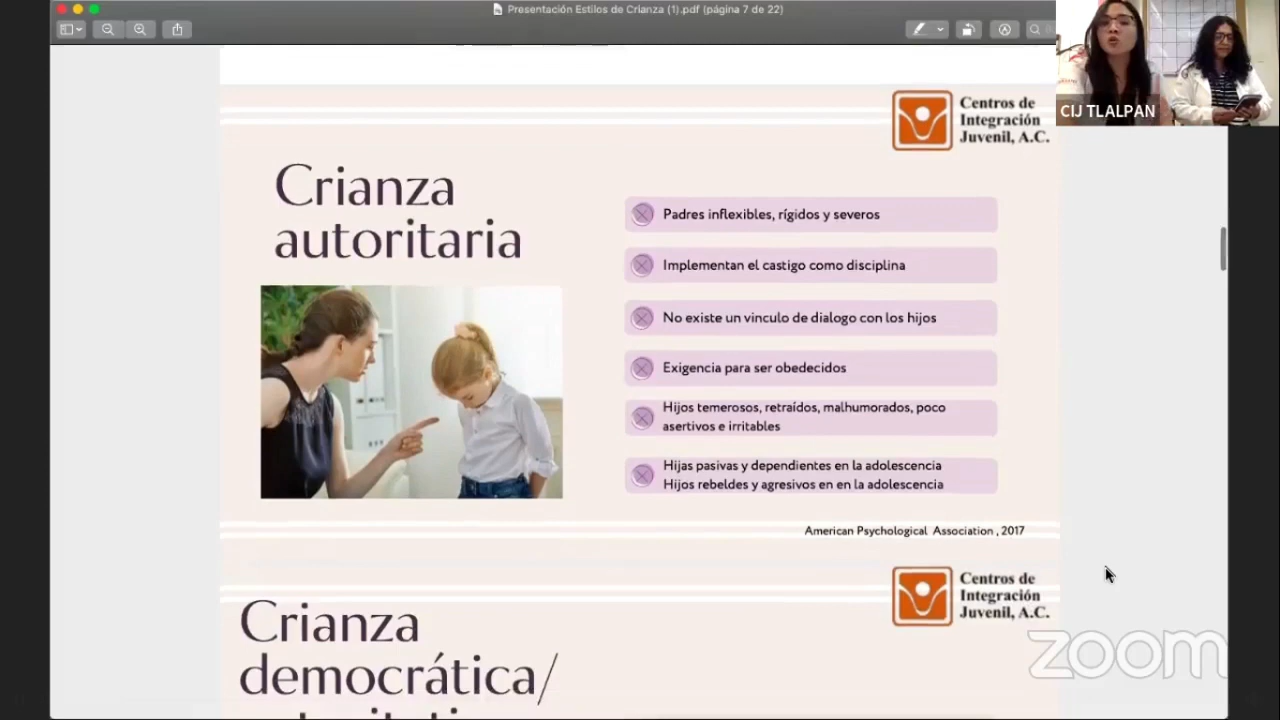 Presentación Estilos de Crianza (1).pdf (página 7 de 22)
CIJ TLALPAN
Centros de
Integración
Juvenil, A.C.
Crianza
autoritaria
Padres inflexibles, rígidos y severos
Implementan el castigo como disciplina
No existe un vinculo de dialogo con los hijos
Exigencia para ser obedecidos
Hijos temerosos, retraídos, malhumorados, poco
asertivos e irritables
Hijas pasivas y dependientes en la adolescencia
Hijos rebeldes y agresivos en en la adolescencia
American Psychological Association , 2017
Centros de
Integración
Juvenil, A.C.
Crianza
democrática/
zoom